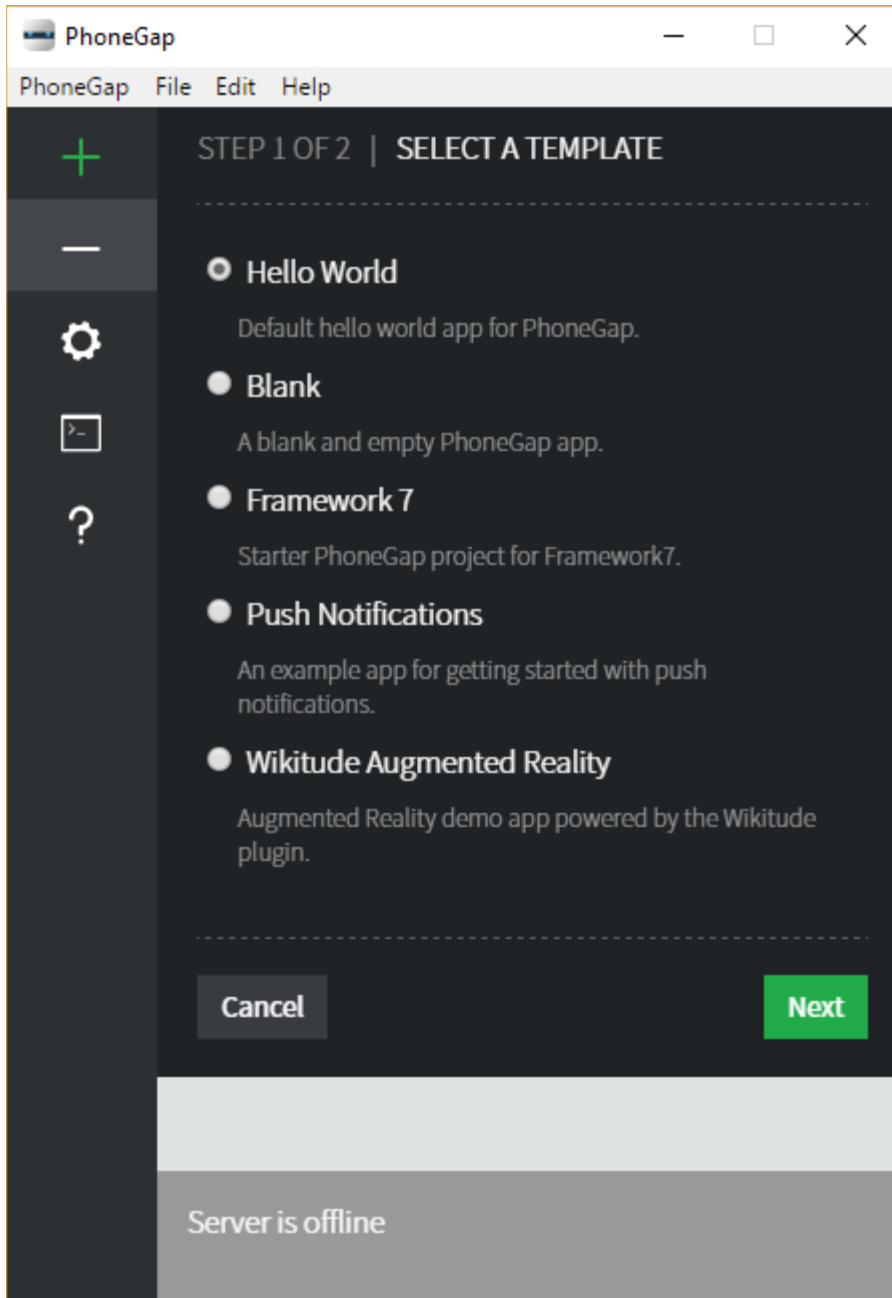 PhoneGap
PhoneGap File Edit Help
STEP 1 OF 2 | SELECT A TEMPLATE
Hello World
Default hello world app for PhoneGap.
Blank
A blank and empty PhoneGap app.
Framework 7
Starter PhoneGap project for Framework7.
Push Notifications
An example app for getting started with push
notifications.
Wikitude Augmented Reality
Augmented Reality demo app powered by the Wikitude
plugin.
Cancel Next
Server is offline